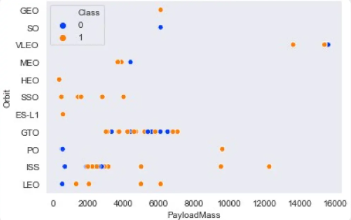 Class
0
1
GEO
SO
VLEO
MEO
HEO
SSO
ES-L1
GTO
PO
ISS
LEO
Orbit
0 2000 4000 6000 8000 10000 12000 14000 16000
PayloadMass